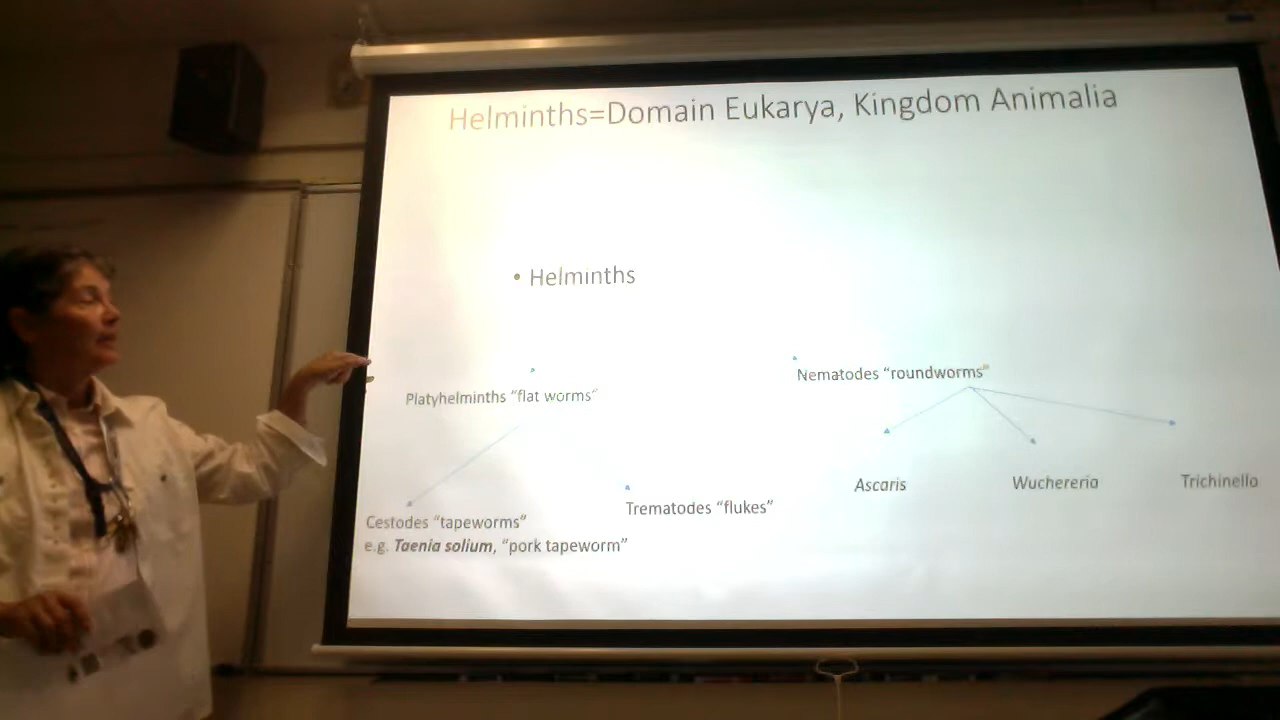 Helminths=Domain Eukarya, Kingdom Animalia
• Helminths
Platyhelminths "flat worms"
Nematodes "roundworms"
Cestodes "tapeworms"
e.g. Taenia solium, "pork tapeworm"
Trematodes "flukes"
Ascaris
Wuchereria
Trichinella